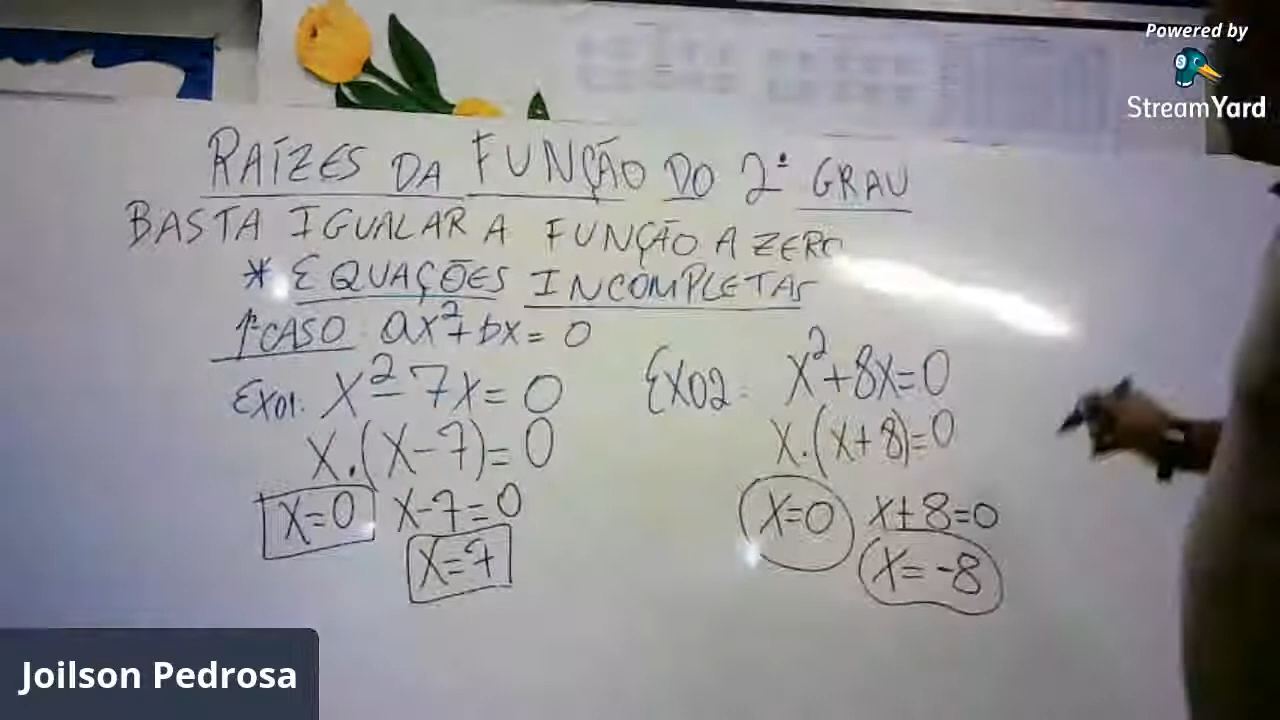 Powered by
StreamYard
RAÍZES DA FUNÇÃO DO 2º GRAU
BASTA IGUALAR A FUNÇÃO A ZERO
* EQUAÇÕES INCOMPLETAS
1º CASO: ax²+bx=0
EX01. x²-7x=0
x.(x-7)=0
x=0 x-7=0
x=7
EX02. x²+8x=0
x.(x+8)=0
x=0 x+8=0
x=-8
Joilson Pedrosa